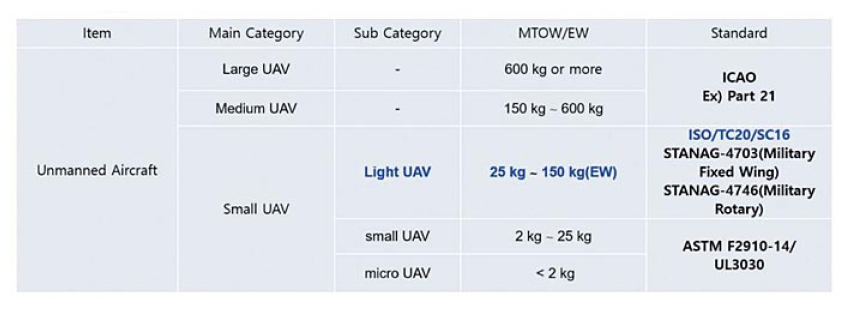 Item Main Category Sub Category MTOW/EW Standard
Large UAV - 600 kg or more
ICAO
Ex) Part 21
Medium UAV - 150 kg ~ 600 kg
Unmanned Aircraft
Small UAV
Light UAV 25 kg ~ 150 kg(EW)
ISO/TC20/SC16
STANAG-4703(Military
Fixed Wing)
STANAG-4746(Military
Rotary)
small UAV 2 kg ~ 25 kg
ASTM F2910-14/
UL3030
micro UAV < 2 kg